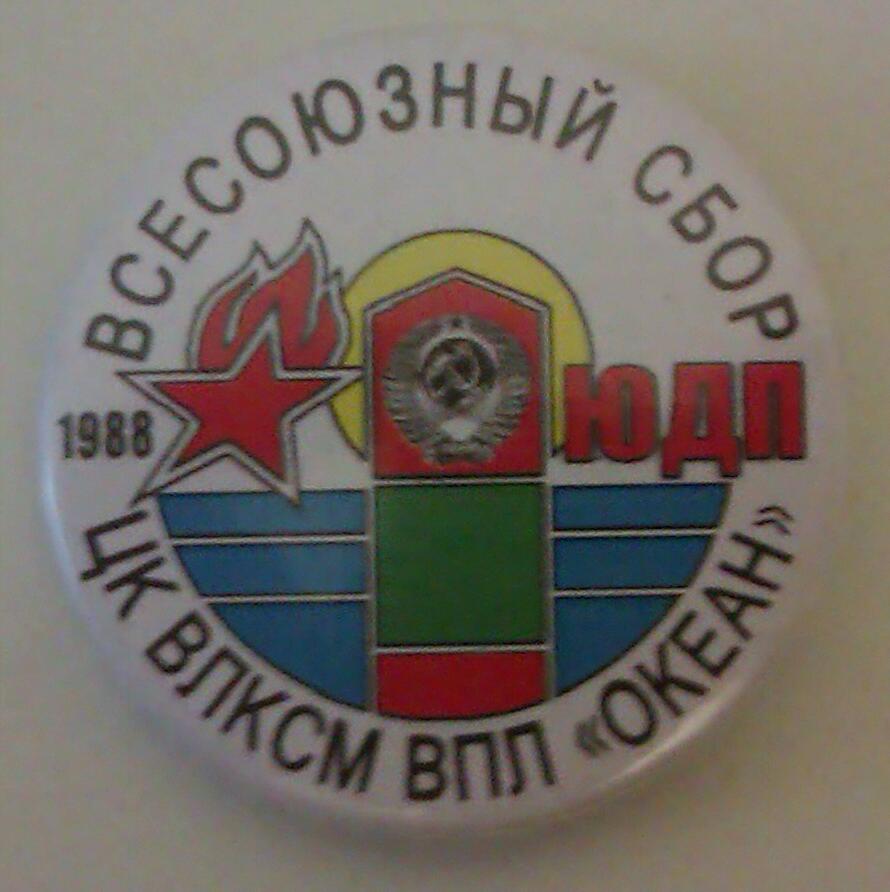 ВСЕСОЮЗНЫЙ СБОР
1988
ЮДП
ЦК ВЛКСМ ВПЛ «ОКЕАН»